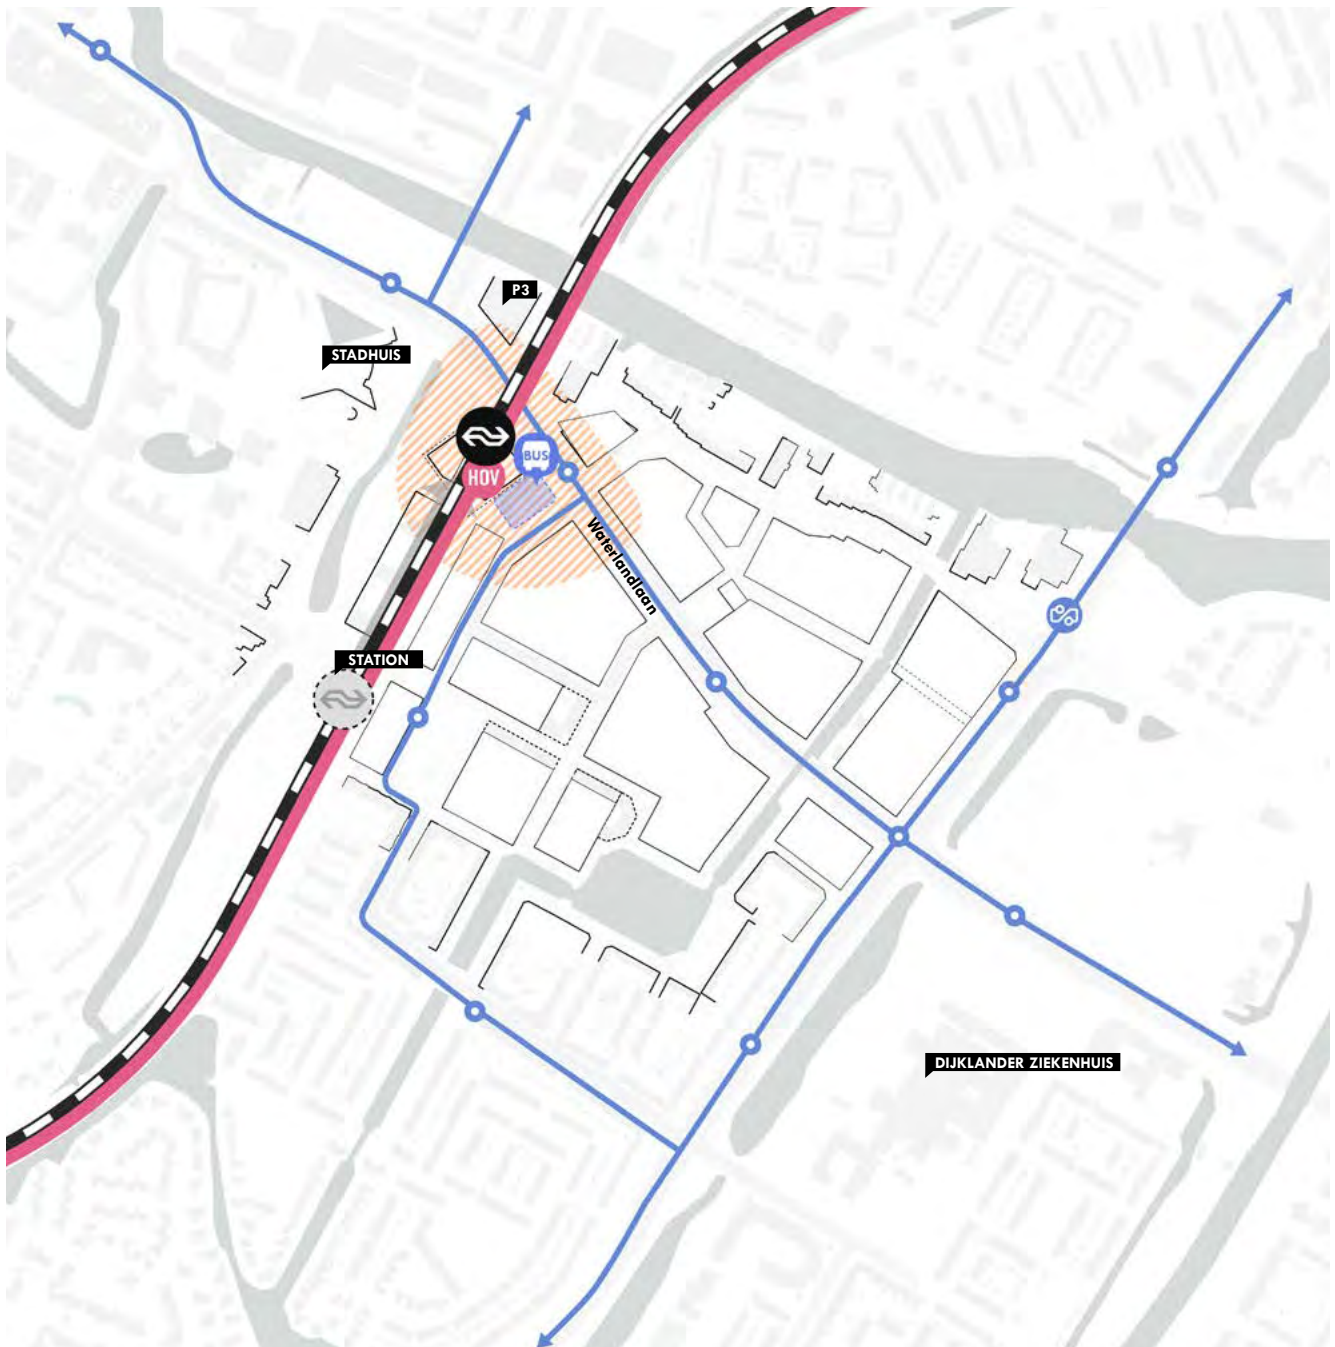 P3
STADHUIS
BUS
HOV
Waterlandlaan
STATION
DIJKLANDER ZIEKENHUIS